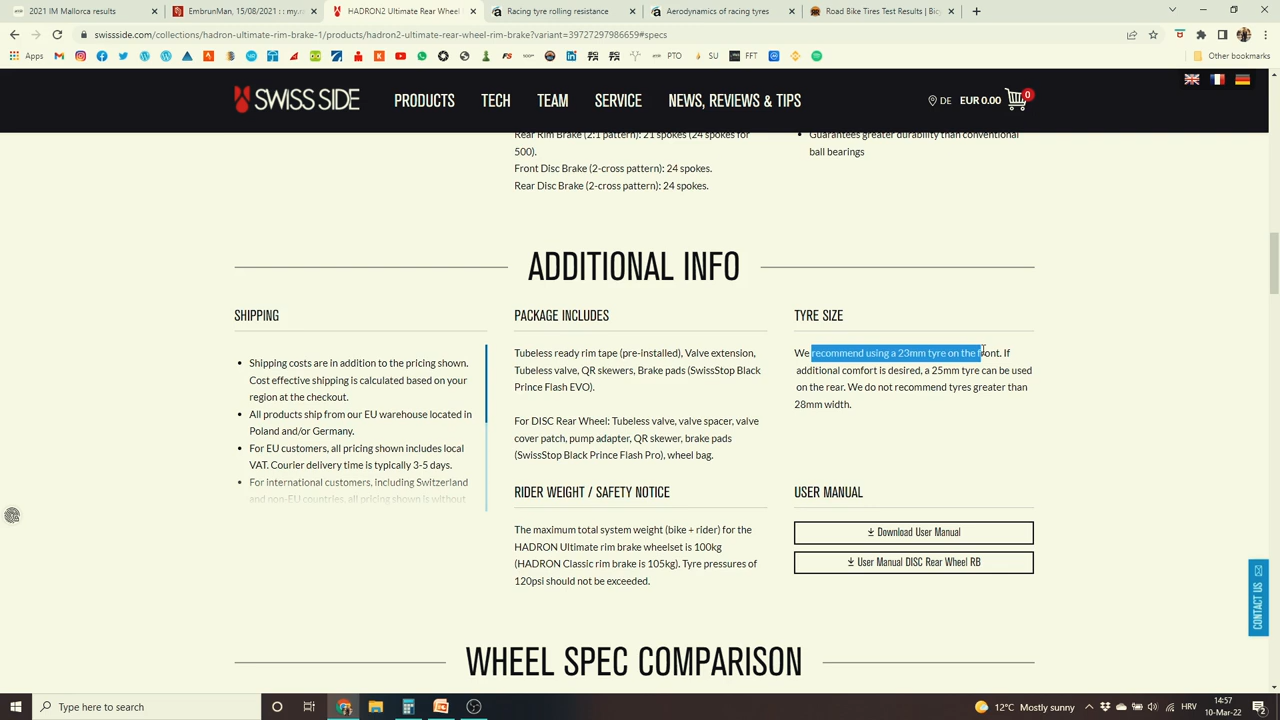 2021 IM Mallorca results
EmbrunMan, 15/08/2021 : : my.ra
HADRON2 Ultimate Rear Wheel
Racing tyre rolling resistance
Aerodynamics of racing tyres
Road Bike Tires Test Results | Bic
swissside.com/collections/hadron-ultimate-rim-brake-1/products/hadron2-ultimate-rear-wheel-rim-brake?variant=39727297986659#specs
Apps
PTO
SU
FFT
Other bookmarks
SWISS SIDE
PRODUCTS
TECH
TEAM
SERVICE
NEWS, REVIEWS & TIPS
DE
EUR 0.00
0
Rear Rim Brake (2:1 pattern): 21 spokes (24 spokes for
500).
Front Disc Brake (2-cross pattern): 24 spokes.
Rear Disc Brake (2-cross pattern): 24 spokes.
Guarantees greater durability than conventional
ball bearings
ADDITIONAL INFO
SHIPPING
Shipping costs are in addition to the pricing shown.
Cost effective shipping is calculated based on your
region at the checkout.
All products ship from our EU warehouse located in
Poland and/or Germany.
For EU customers, all pricing shown includes local
VAT. Courier delivery time is typically 3-5 days.
For international customers, including Switzerland
and non-EU countries, all pricing shown is without
PACKAGE INCLUDES
Tubeless ready rim tape (pre-installed), Valve extension,
Tubeless valve, QR skewers, Brake pads (SwissStop Black
Prince Flash EVO).
For DISC Rear Wheel: Tubeless valve, valve spacer, valve
cover patch, pump adapter, QR skewer, brake pads
(SwissStop Black Prince Flash Pro), wheel bag.
RIDER WEIGHT / SAFETY NOTICE
The maximum total system weight (bike + rider) for the
HADRON Ultimate rim brake wheelset is 100kg
(HADRON Classic rim brake is 105kg). Tyre pressures of
120psi should not be exceeded.
TYRE SIZE
We recommend using a 23mm tyre on the front. If
additional comfort is desired, a 25mm tyre can be used
on the rear. We do not recommend tyres greater than
28mm width.
USER MANUAL
Download User Manual
User Manual DISC Rear Wheel RB
CONTACT US
WHEEL SPEC COMPARISON
Type here to search
12°C Mostly sunny
HRV
14:57
10-Mar-22
2